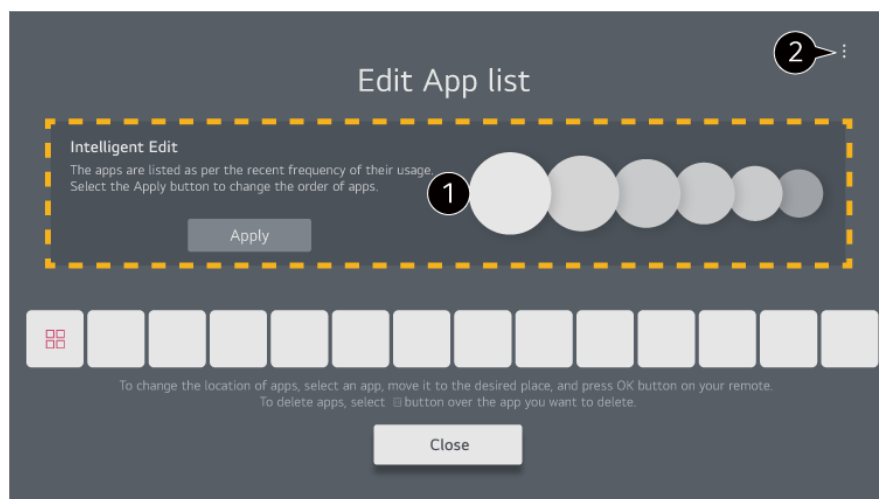 2
Edit App list
Intelligent Edit
The apps are listed as per the recent frequency of their usage.
Select the Apply button to change the order of apps.
1
Apply
To change the location of apps, select an app, move it to the desired place, and press OK button on your remote.
To delete apps, select button over the app you want to delete.
Close